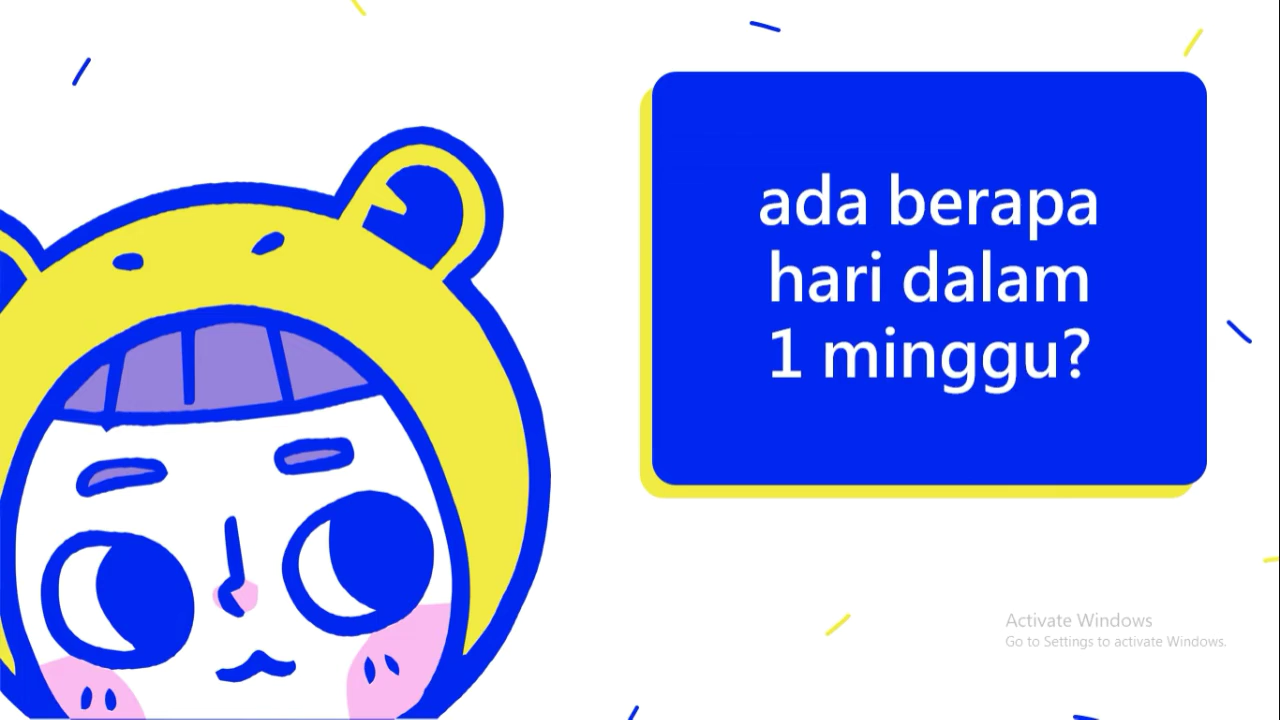 ada berapa
hari dalam
1 minggu?
Activate Windows
Go to Settings to activate Windows.